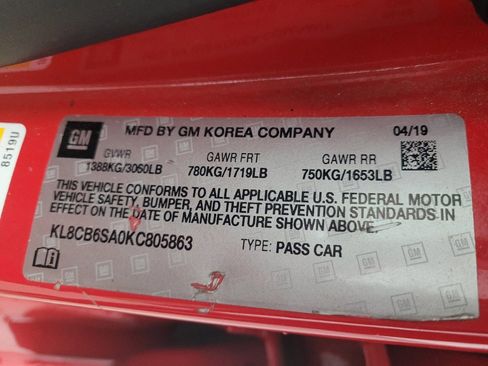 GM
MFD BY GM KOREA COMPANY 04/19
GVWR GAWR FRT GAWR RR
1388KG/3060LB 780KG/1719LB 750KG/1653LB
THIS VEHICLE CONFORMS TO ALL APPLICABLE U.S. FEDERAL MOTOR
VEHICLE SAFETY, BUMPER, AND THEFT PREVENTION STANDARDS IN
EFFECT ON THE DATE OF MANUFACTURE SHOWN ABOVE.
KL8CB6SA0KC805863 TYPE: PASS CAR
8519U